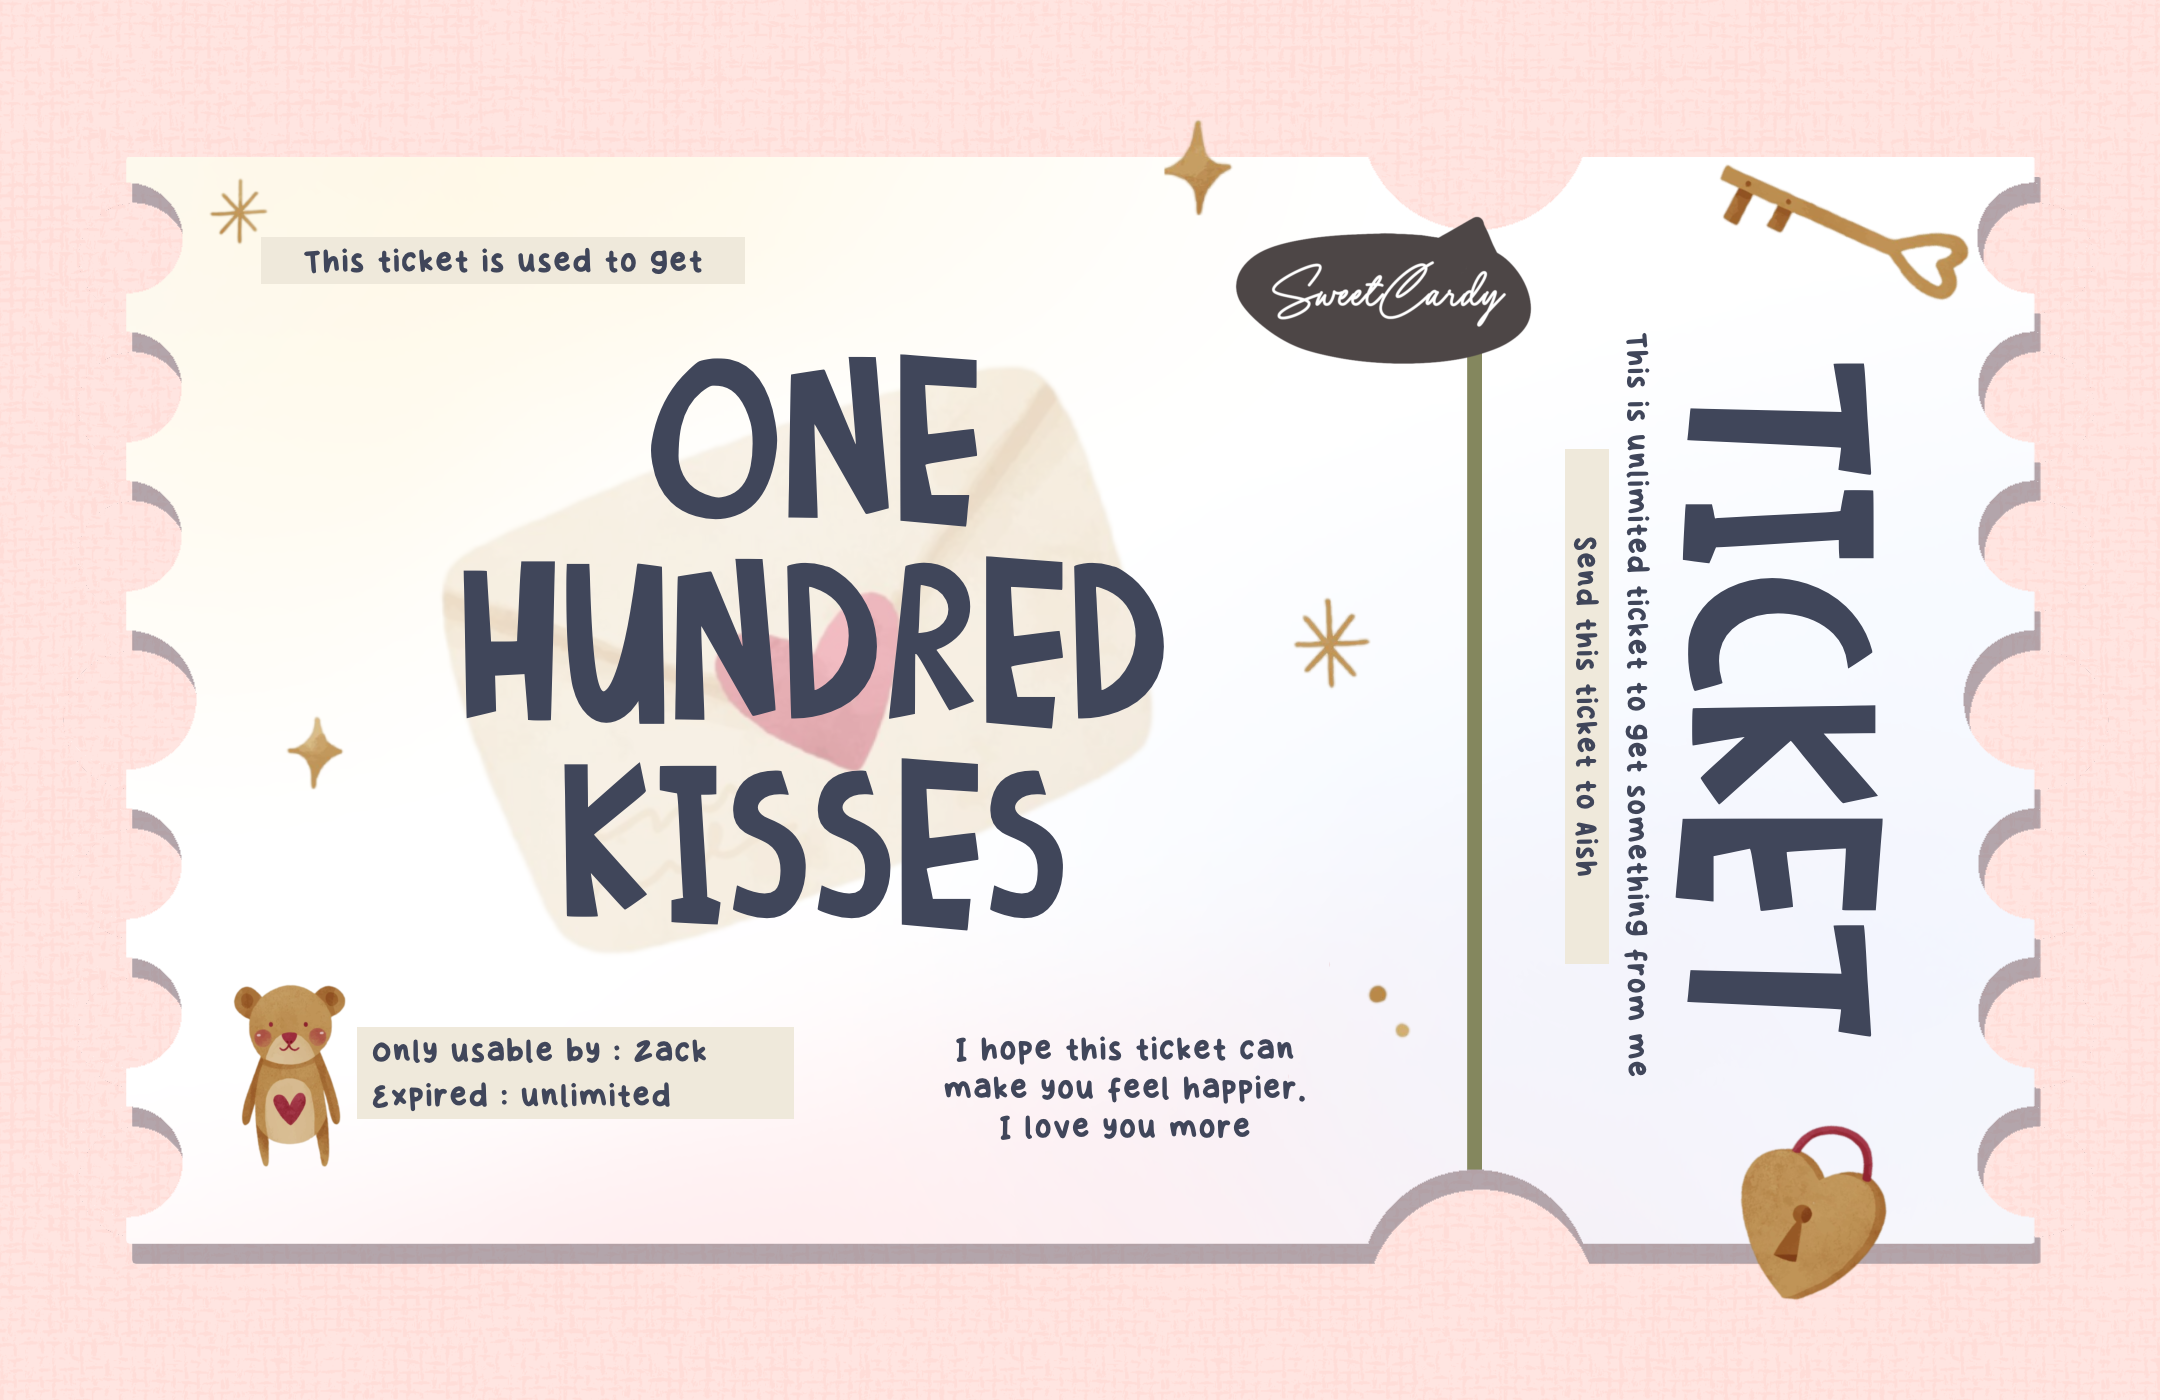 This ticket is used to get
SweetCardy
ONE
HUNDRED
KISSES
Only usable by : Zack
Expired : unlimited
I hope this ticket can
make you feel happier.
I love you more
TICKET
This is unlimited ticket to get something from me
Send this ticket to Aish